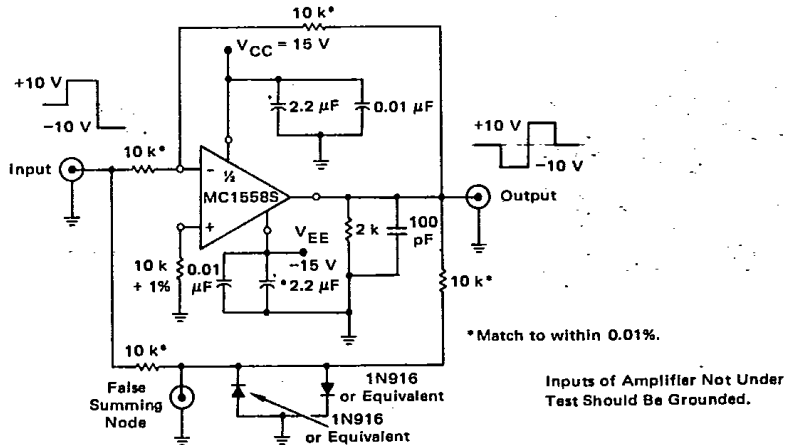 10 k*
V_CC = 15 V
+10 V
-10 V
2.2 µF
0.01 µF
+10 V
-10 V
10 k*
Input
-
½
MC1558S
+
Output
V_EE
-15 V
2 k
100
pF
10 k
+ 1%
0.01
µF
*2.2 µF
10 k*
*Match to within 0.01%.
10 k*
False
Summing
Node
1N916
or Equivalent
1N916
or Equivalent
Inputs of Amplifier Not Under
Test Should Be Grounded.